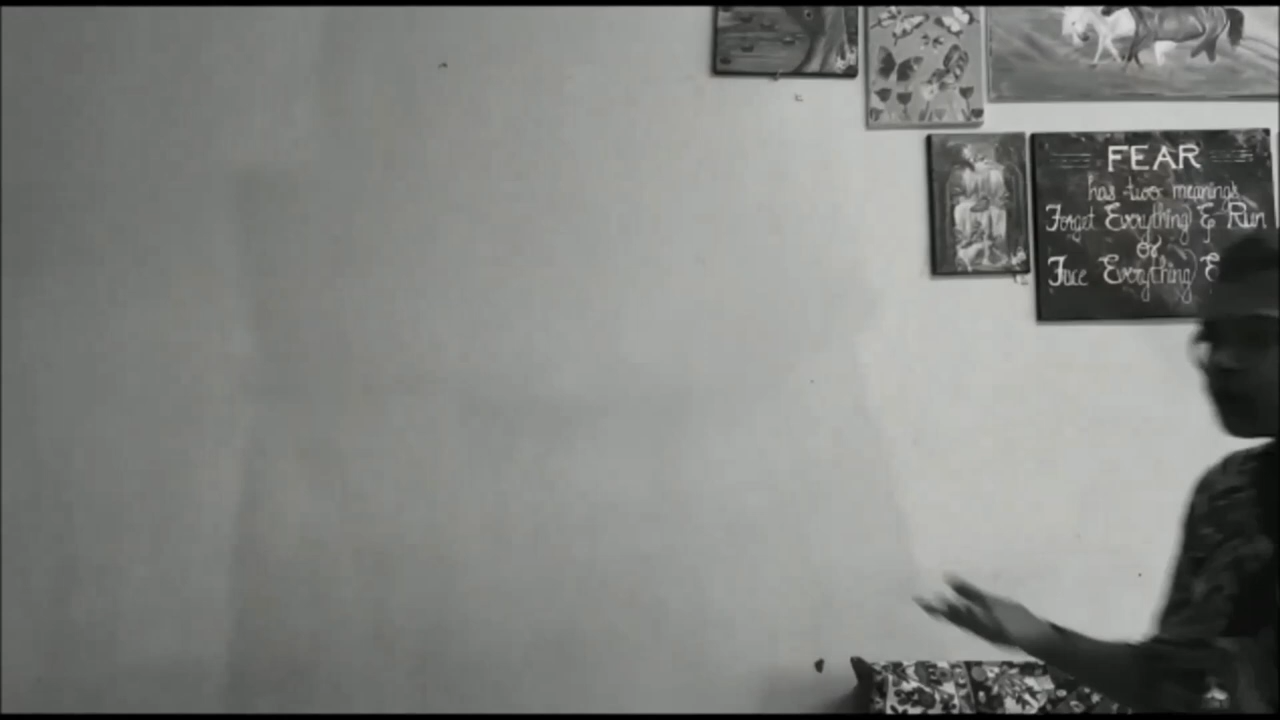 FEAR
has two meanings
Forget Everything & Run
or
Face Everything &